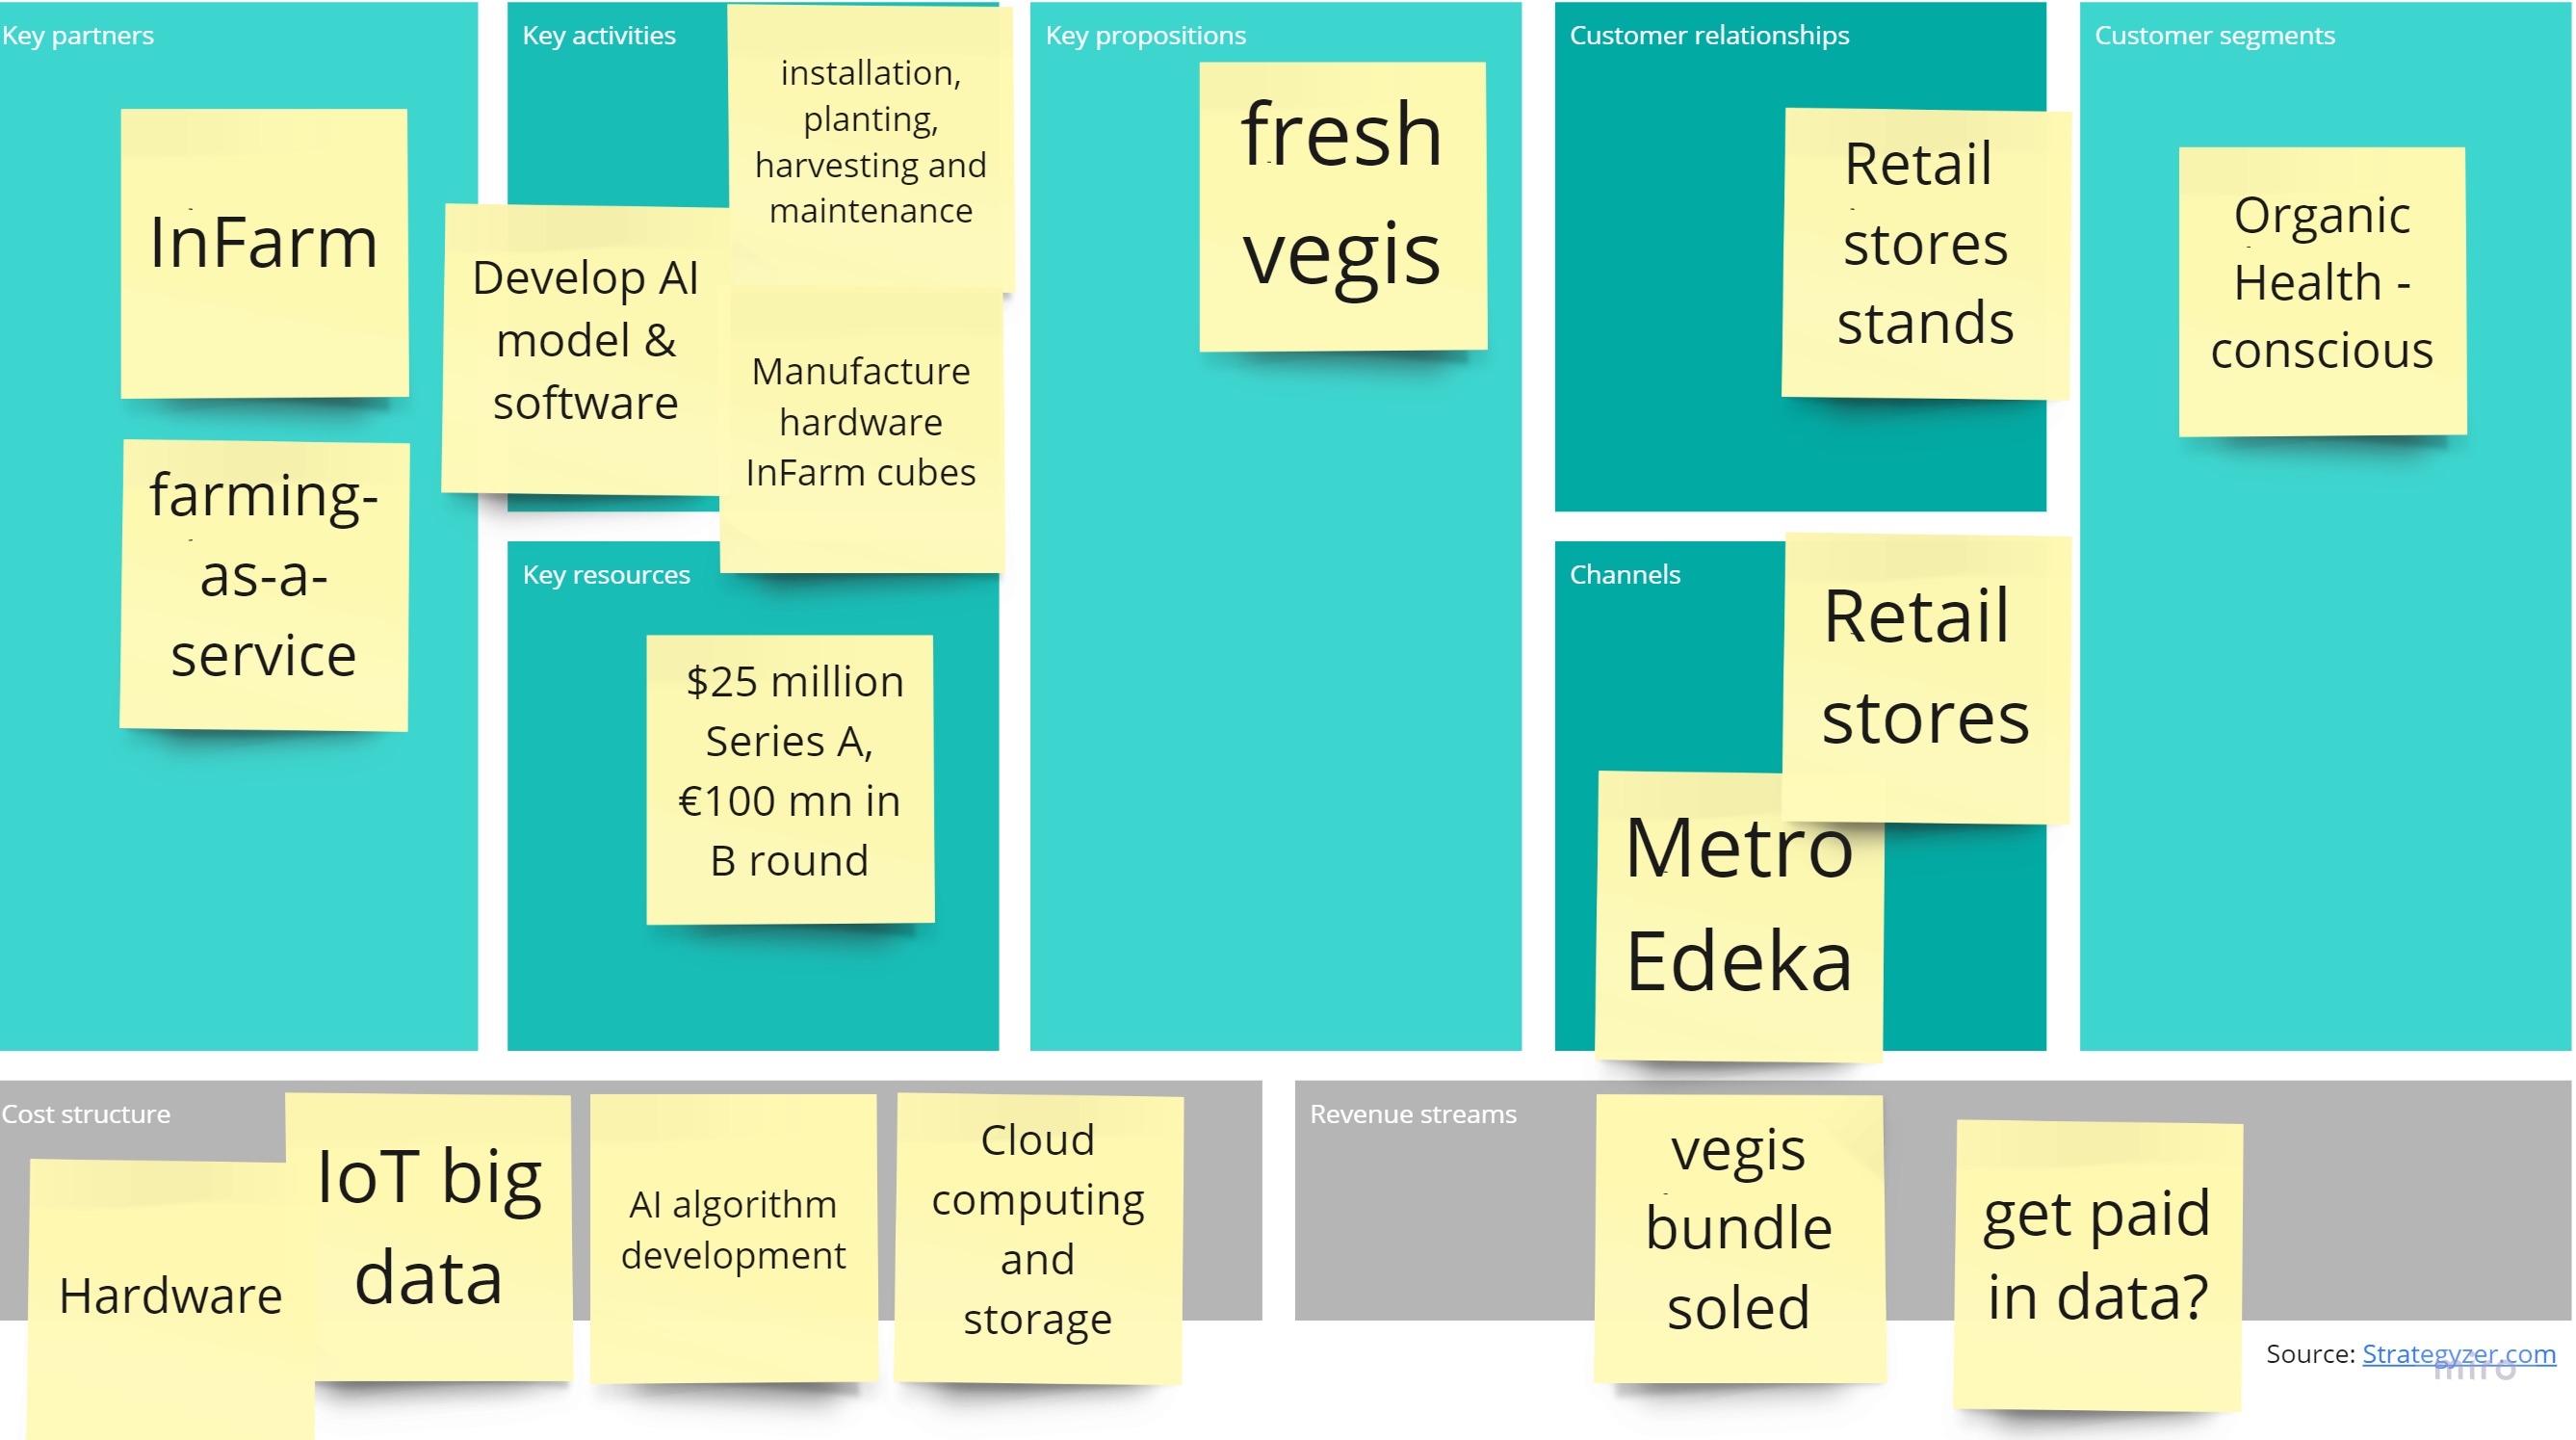 Key partners
InFarm
farming-
as-a-
service
Key activities
installation,
planting,
harvesting and
maintenance
Develop AI
model &
software
Manufacture
hardware
InFarm cubes
Key resources
$25 million
Series A,
€100 mn in
B round
Key propositions
fresh
vegis
Customer relationships
Retail
stores
stands
Channels
Retail
stores
Metro
Edeka
Customer segments
Organic
Health -
conscious
Cost structure
Hardware
IoT big
data
AI algorithm
development
Cloud
computing
and
storage
Revenue streams
vegis
bundle
soled
get paid
in data?
Source: Strategyzer.com
miro